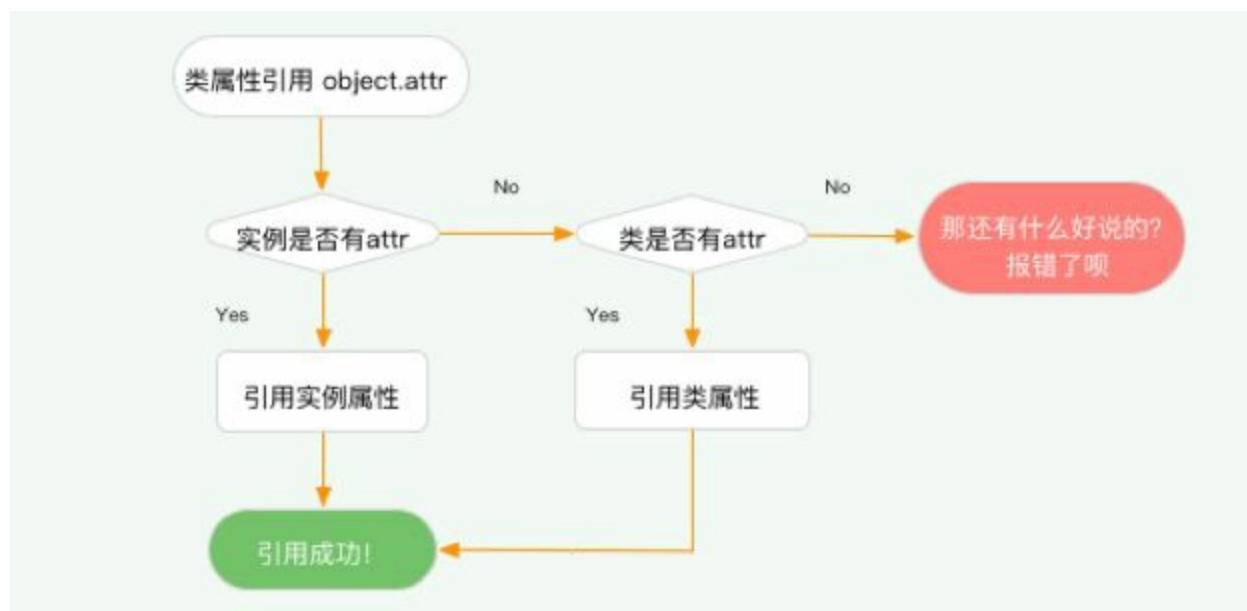 类属性引用 object.attr
No
No
实例是否有attr
类是否有attr
那还有什么好说的?
报错了呗
Yes
Yes
引用实例属性
引用类属性
引用成功!